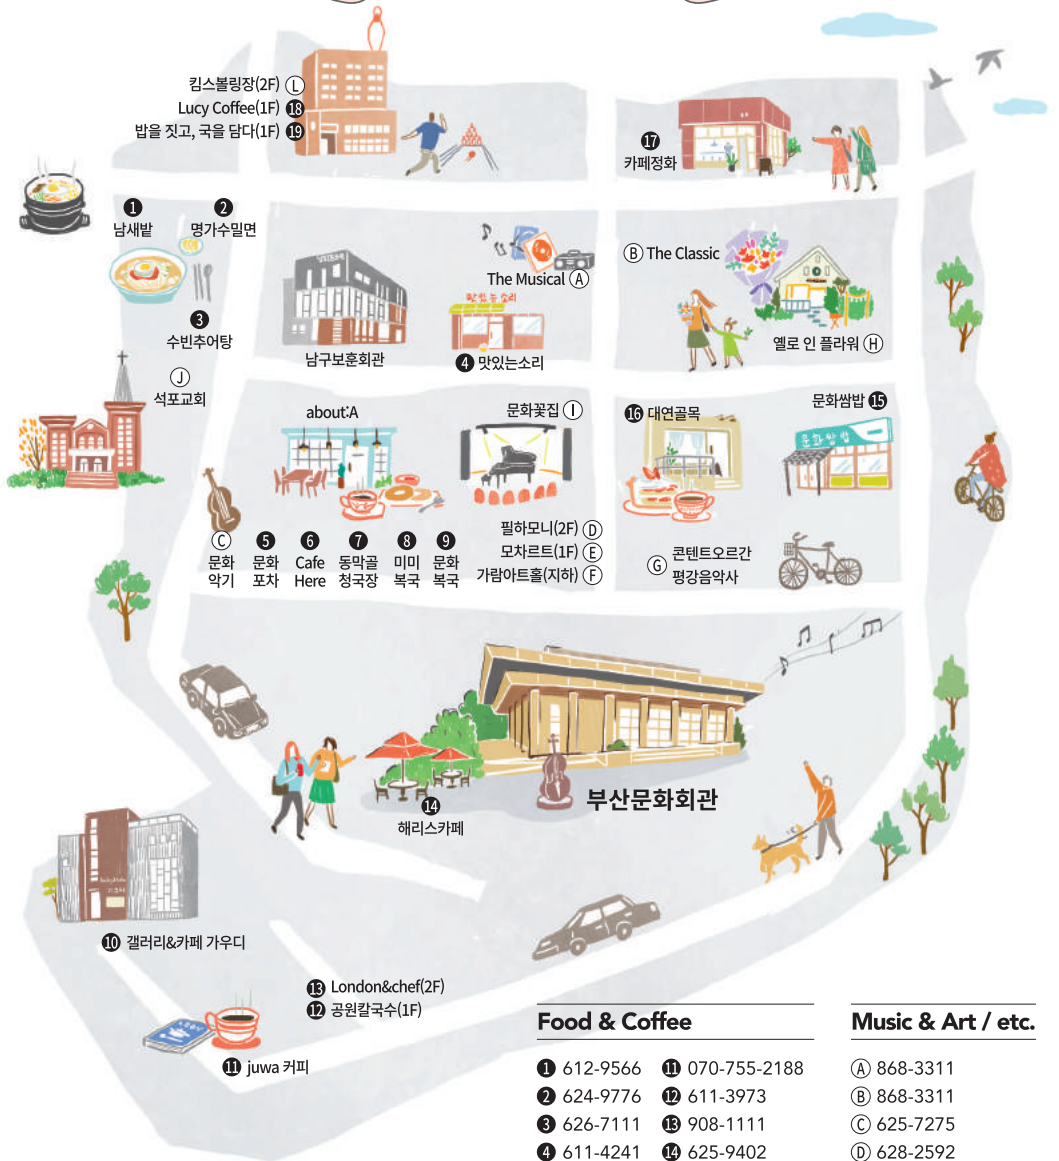 킴스볼링장(2F) Ⓛ
Lucy Coffee(1F) ⓲
밥을 짓고, 국을 담다(1F) ⓳
⓱
카페정화
❶
남새밭
❷
명가수밀면
❸
수빈추어탕
Ⓙ
석포교회
남구보훈회관
The Musical Ⓐ
맛있는소리
❹ 맛있는소리
Ⓑ The Classic
옐로 인 플라워 Ⓗ
about:A
문화꽃집 Ⓘ
⓰ 대연골목
문화쌈밥 ⓯
문화쌈밥
Ⓒ
문화
악기
❺
문화
포차
❻
Cafe
Here
❼
동막골
청국장
❽
미미
복국
❾
문화
복국
필하모니(2F) Ⓓ
모차르트(1F) Ⓔ
가람아트홀(지하) Ⓕ
Ⓖ 콘텐트오르간
평강음악사
부산문화회관
⓮
해리스카페
❿ 갤러리&카페 가우디
⓭ London&chef(2F)
⓬ 공원칼국수(1F)
⓫ juwa 커피
Food & Coffee
❶ 612-9566
❷ 624-9776
❸ 626-7111
❹ 611-4241
⓫ 070-755-2188
⓬ 611-3973
⓭ 908-1111
⓮ 625-9402
Music & Art / etc.
Ⓐ 868-3311
Ⓑ 868-3311
Ⓒ 625-7275
Ⓓ 628-2592